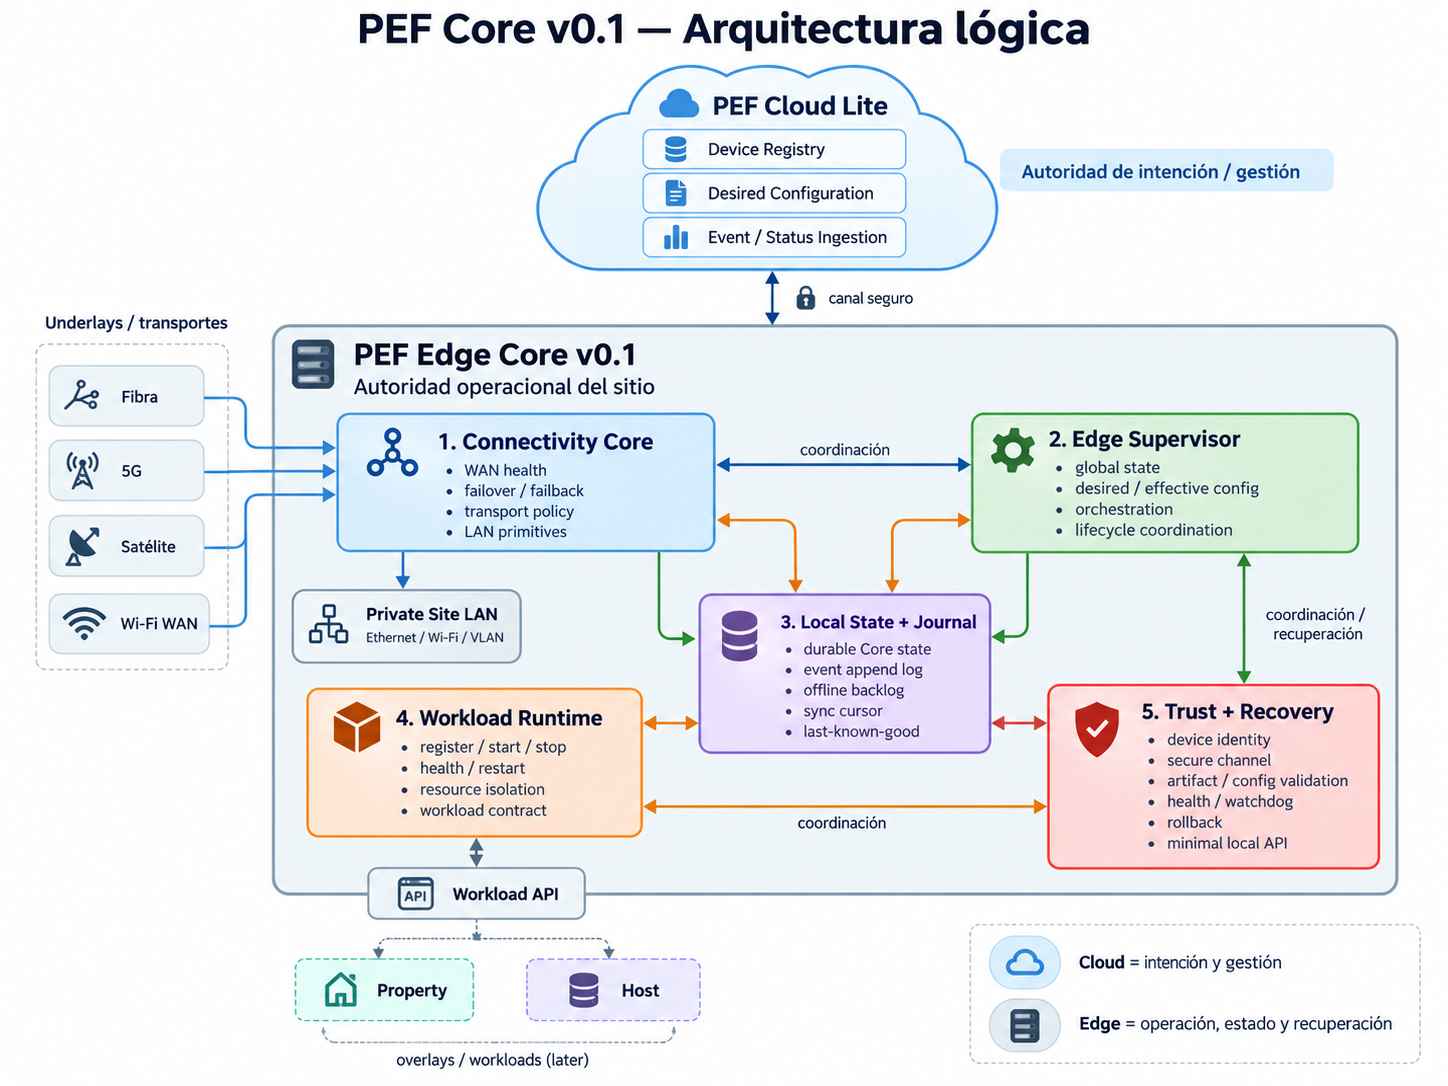 PEF Core v0.1 — Arquitectura lógica
PEF Cloud Lite
Device Registry
Desired Configuration
Event / Status Ingestion
Autoridad de intención / gestión
canal seguro
Underlays / transportes
Fibra
5G
Satélite
Wi-Fi WAN
PEF Edge Core v0.1
Autoridad operacional del sitio
1. Connectivity Core
• WAN health
• failover / failback
• transport policy
• LAN primitives
coordinación
2. Edge Supervisor
• global state
• desired / effective config
• orchestration
• lifecycle coordination
Private Site LAN
Ethernet / Wi-Fi / VLAN
3. Local State + Journal
• durable Core state
• event append log
• offline backlog
• sync cursor
• last-known-good
coordinación /
recuperación
4. Workload Runtime
• register / start / stop
• health / restart
• resource isolation
• workload contract
coordinación
5. Trust + Recovery
• device identity
• secure channel
• artifact / config validation
• health / watchdog
• rollback
• minimal local API
API
Workload API
Property
Host
overlays / workloads (later)
Cloud = intención y gestión
Edge = operación, estado y recuperación